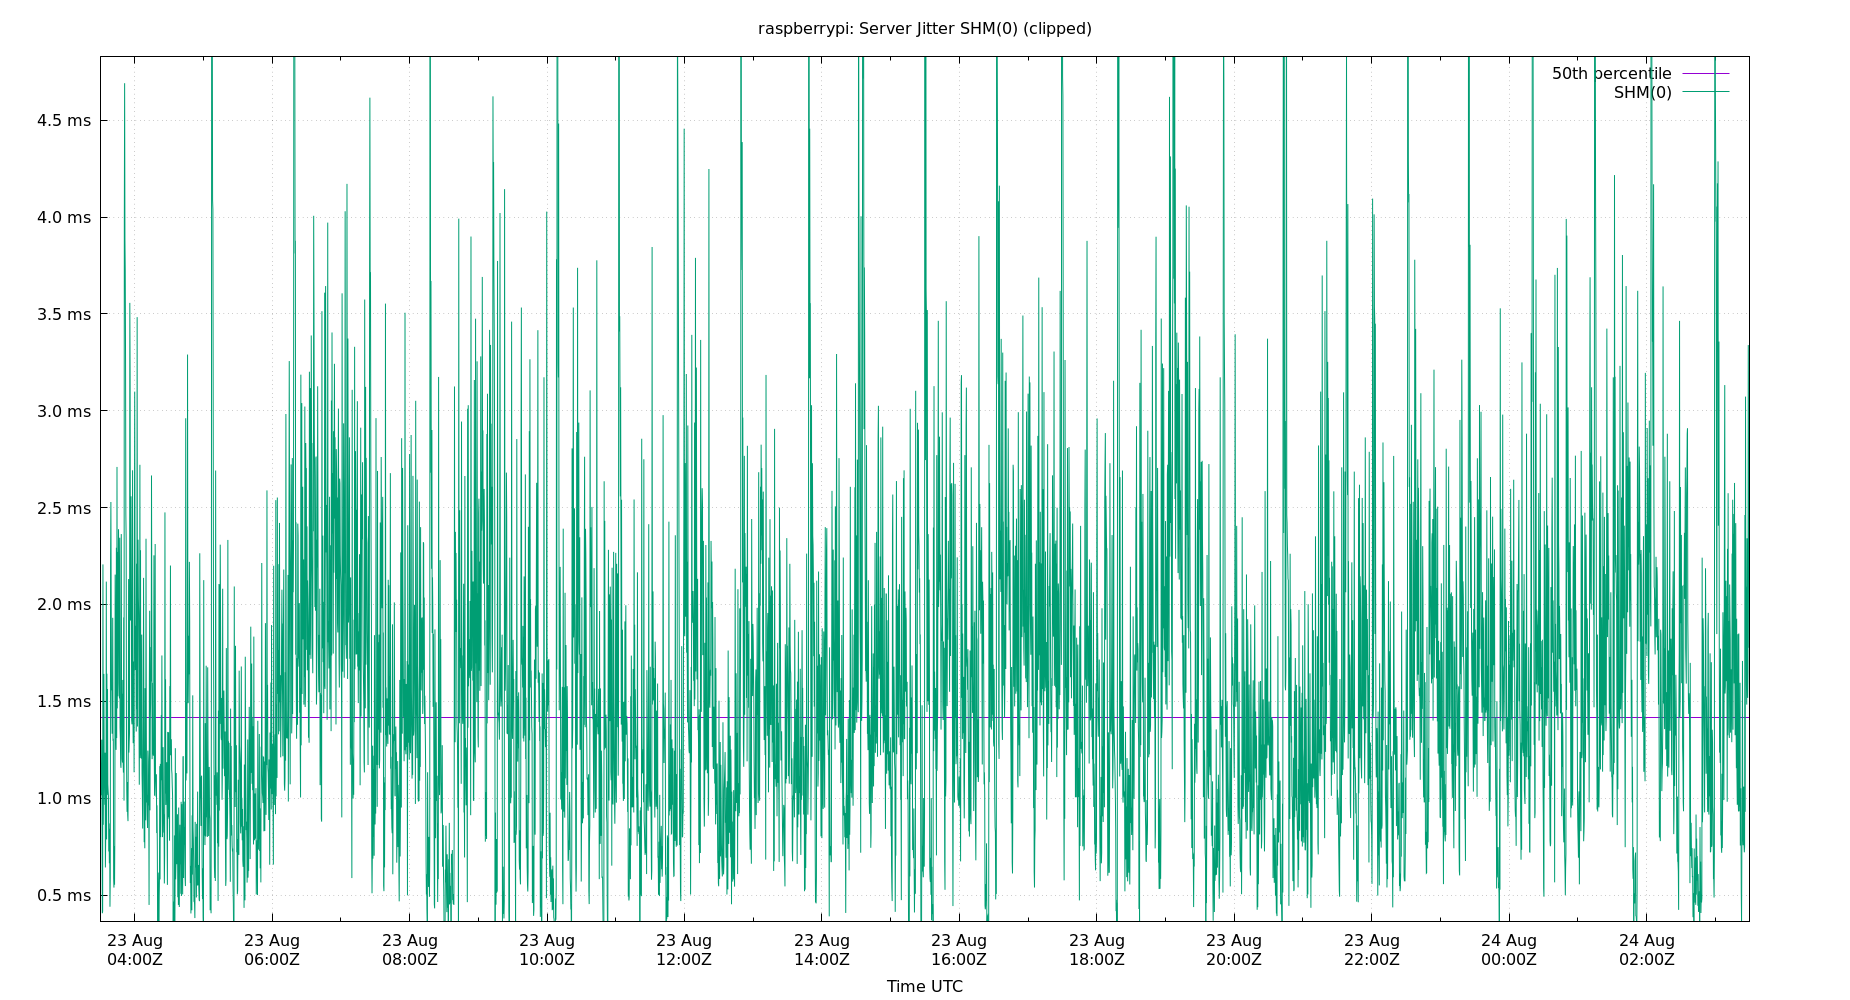 raspberrypi: Server Jitter SHM(0) (clipped)
50th percentile
SHM(0)
4.5 ms
4.0 ms
3.5 ms
3.0 ms
2.5 ms
2.0 ms
1.5 ms
1.0 ms
0.5 ms
23 Aug 23 Aug 23 Aug 23 Aug 23 Aug 23 Aug 23 Aug 23 Aug 23 Aug 23 Aug 24 Aug 24 Aug
04:00Z 06:00Z 08:00Z 10:00Z 12:00Z 14:00Z 16:00Z 18:00Z 20:00Z 22:00Z 00:00Z 02:00Z
Time UTC